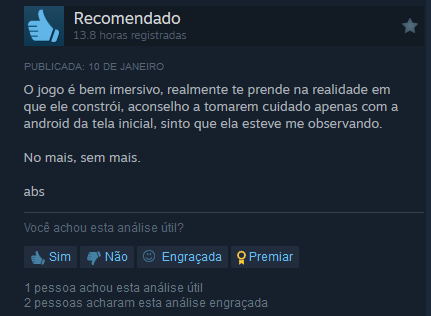 Recomendado
13.8 horas registradas
PUBLICADA: 10 DE JANEIRO
O jogo é bem imersivo, realmente te prende na realidade em
que ele constrói, aconselho a tomarem cuidado apenas com a
android da tela inicial, sinto que ela esteve me observando.
No mais, sem mais.
abs
Você achou esta análise útil?
Sim Não Engraçada Premiar
1 pessoa achou esta análise útil
2 pessoas acharam esta análise engraçada